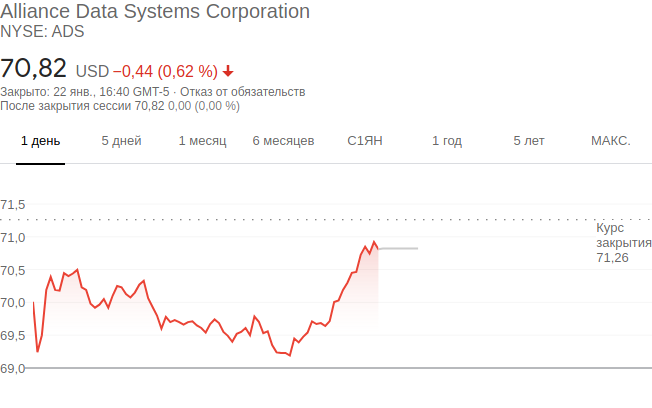 Alliance Data Systems Corporation
NYSE: ADS
70,82 USD −0,44 (0,62 %)
Закрыто: 22 янв., 16:40 GMT-5 · Отказ от обязательств
После закрытия сессии 70,82 0,00 (0,00 %)
1 день 5 дней 1 месяц 6 месяцев С1ЯН 1 год 5 лет МАКС.
71,5
Курс
71,0
закрытия
71,26
70,5
70,0
69,5
69,0